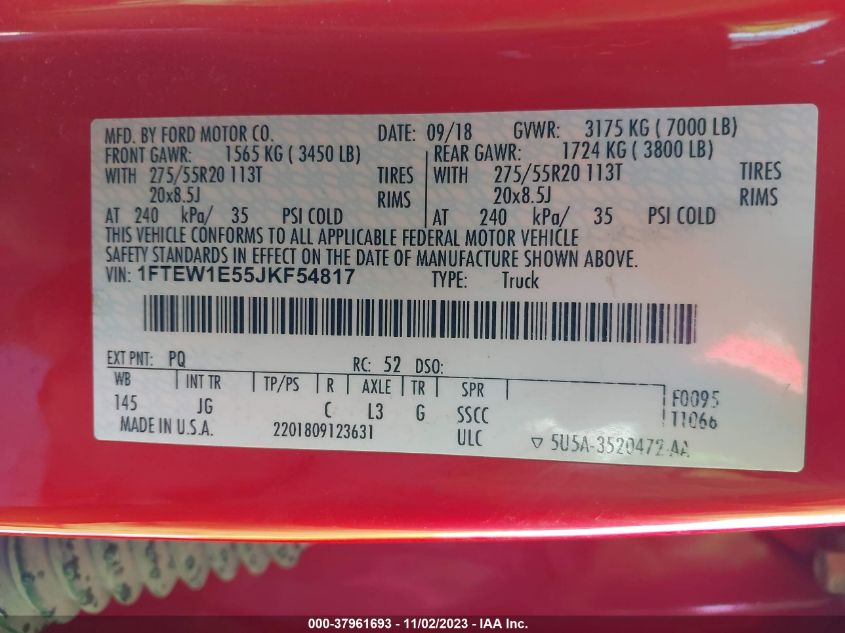 MFD. BY FORD MOTOR CO. DATE: 09/18 GVWR: 3175 KG ( 7000 LB)
FRONT GAWR: 1565 KG ( 3450 LB) REAR GAWR: 1724 KG ( 3800 LB)
WITH 275/55R20 113T TIRES WITH 275/55R20 113T TIRES
20x8.5J RIMS 20x8.5J RIMS
AT 240 kPa/ 35 PSI COLD AT 240 kPa/ 35 PSI COLD
THIS VEHICLE CONFORMS TO ALL APPLICABLE FEDERAL MOTOR VEHICLE
SAFETY STANDARDS IN EFFECT ON THE DATE OF MANUFACTURE SHOWN ABOVE.
VIN: 1FTEW1E55JKF54817 TYPE: Truck
EXT PNT: PQ RC: 52 DSO:
WB INT TR TP/PS R AXLE TR SPR F0095
145 JG C L3 G SSCC T1066
MADE IN U.S.A. 2201809123631 ULC ▽ 5U5A-3520472-AA
000-37961693 - 11/02/2023 - IAA Inc.